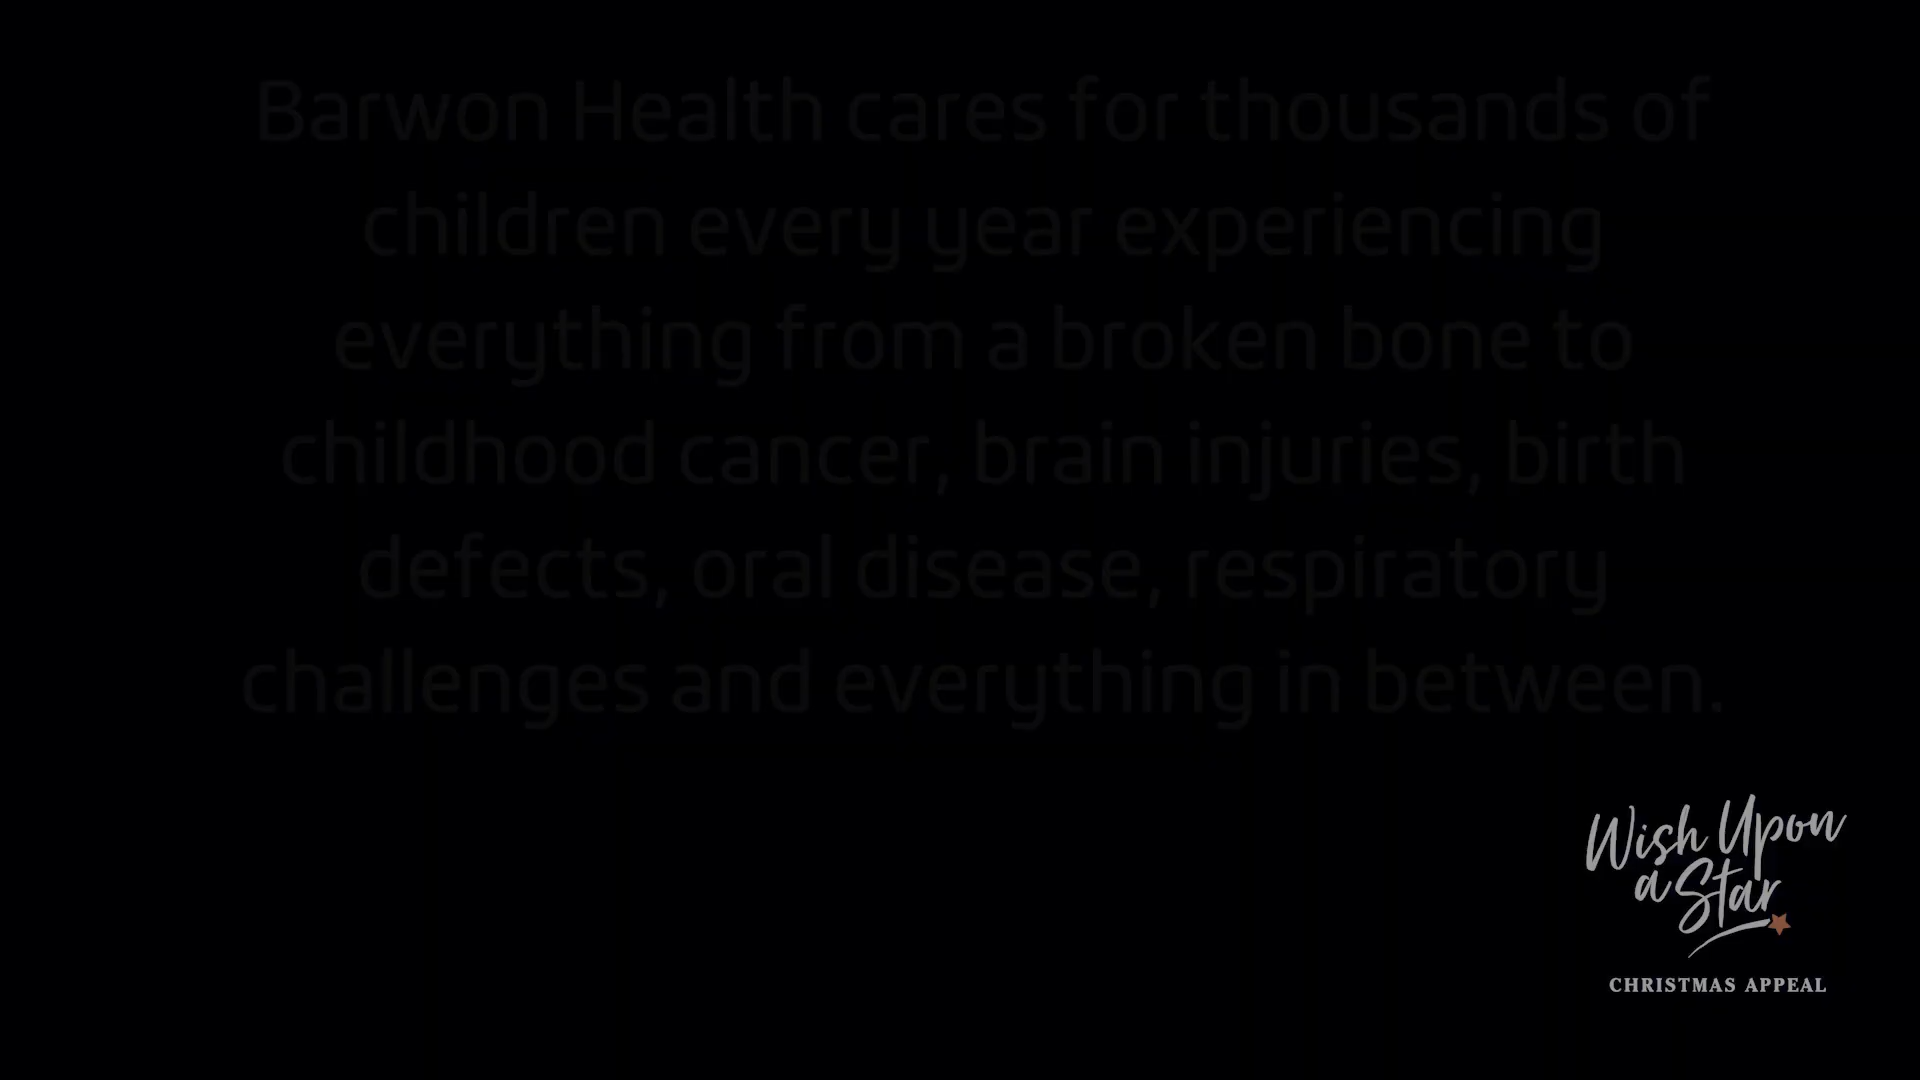 Barwon Health cares for thousands of
children every year experiencing
everything from a broken bone to
childhood cancer, brain injuries, birth
defects, oral disease, respiratory
challenges and everything in between.
Wish Upon
a Star
CHRISTMAS APPEAL